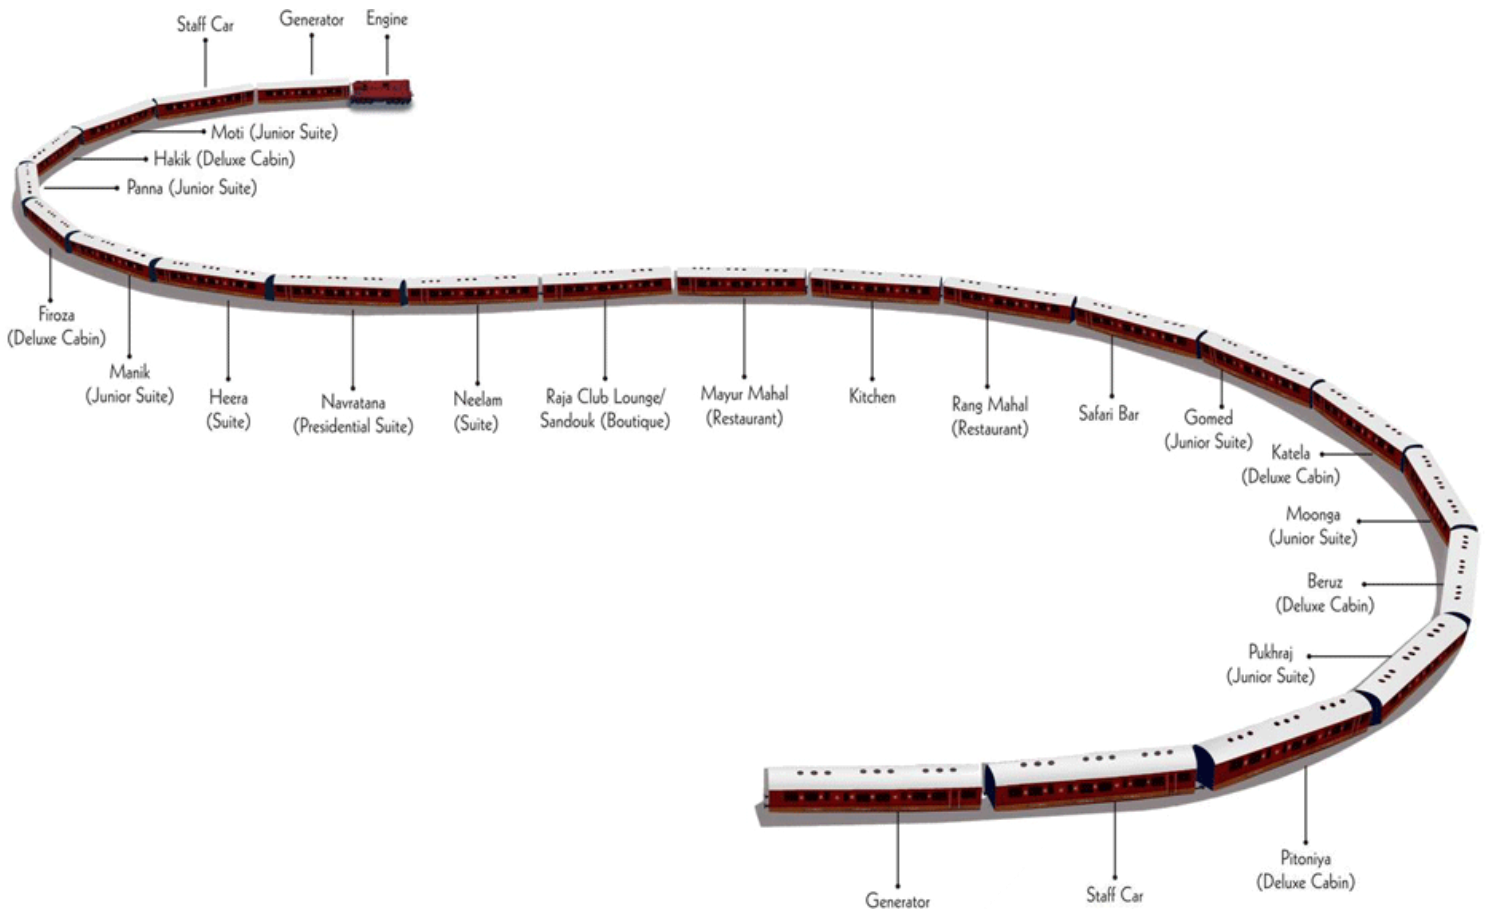 Staff Car
Generator
Engine
Moti (Junior Suite)
Hakik (Deluxe Cabin)
Panna (Junior Suite)
Firoza
(Deluxe Cabin)
Manik
(Junior Suite)
Heera
(Suite)
Navratana
(Presidential Suite)
Neelam
(Suite)
Raja Club Lounge/
Sandouk (Boutique)
Mayur Mahal
(Restaurant)
Kitchen
Rang Mahal
(Restaurant)
Safari Bar
Gomed
(Junior Suite)
Katela
(Deluxe Cabin)
Moonga
(Junior Suite)
Beruz
(Deluxe Cabin)
Pukhraj
(Junior Suite)
Pitoniya
(Deluxe Cabin)
Staff Car
Generator